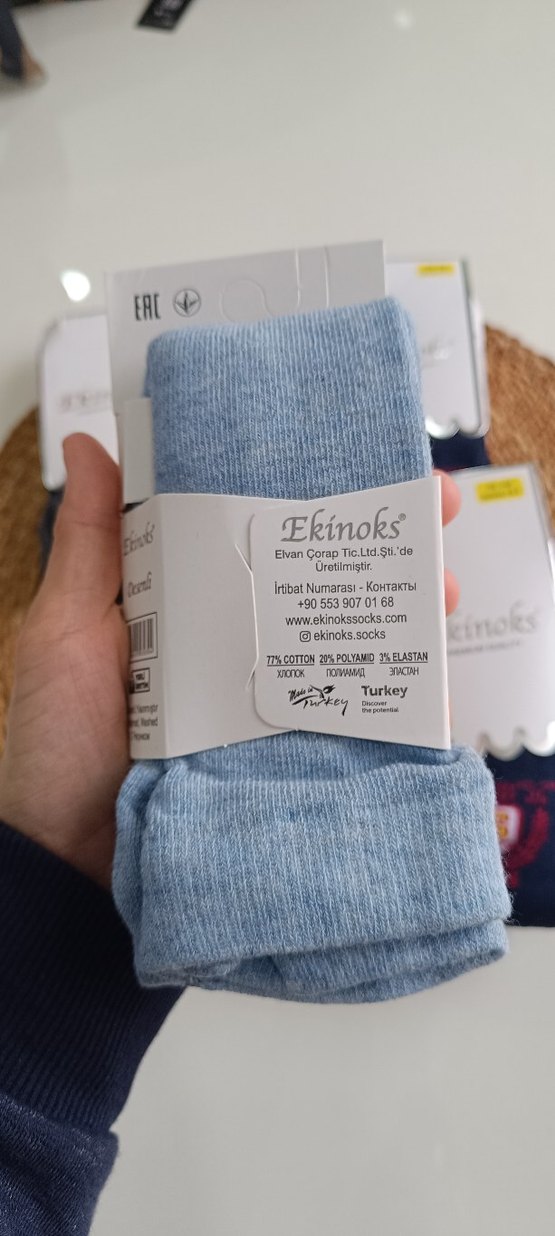 EAC
Ekinoks®
Elvan Çorap Tic.Ltd.Şti.'de
Üretilmiştir.
İrtibat Numarası - Контакты
+90 553 907 01 68
www.ekinokssocks.com
ekinoks.socks
77% COTTON 20% POLYAMID 3% ELASTAN
ХЛОПОК ПОЛИАМИД ЭЛАСТАН
Made in Turkey
Turkey
Discover
the potential
Ekinoks
Desenli
kinoks